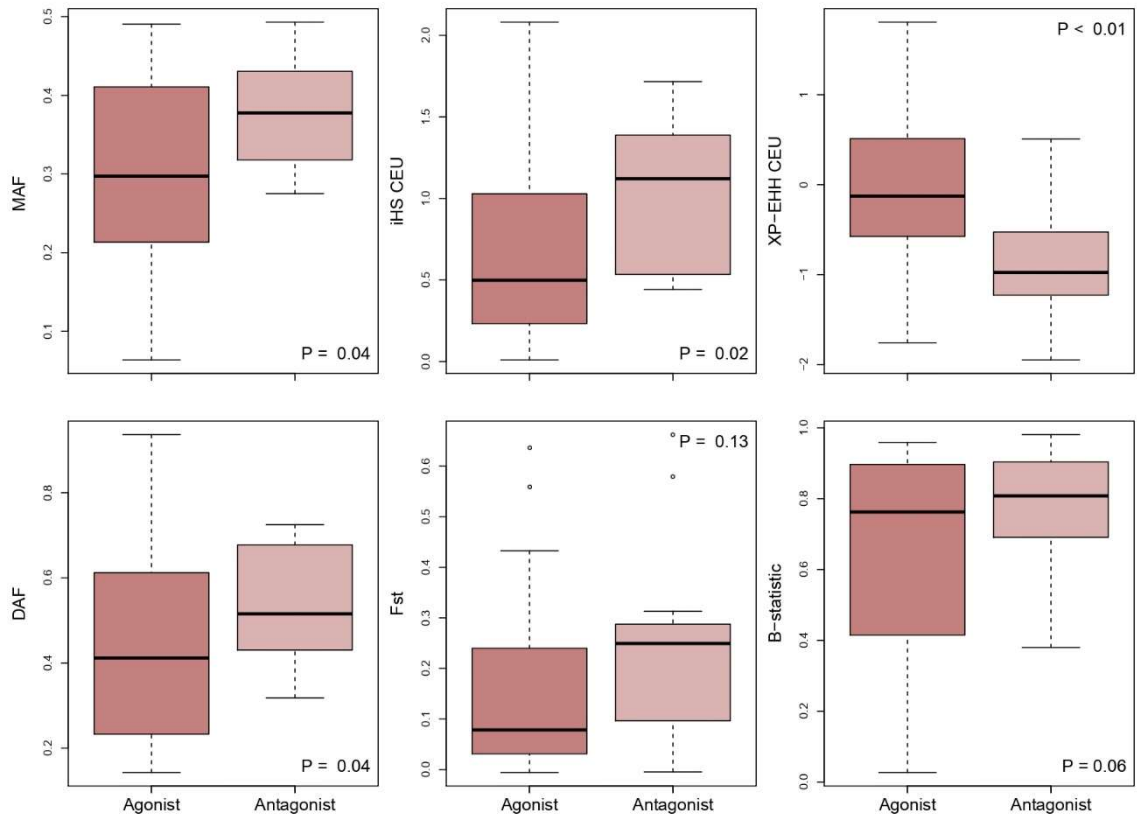 MAF
0.1 0.2 0.3 0.4 0.5
P = 0.04
iHS CEU
0.0 0.5 1.0 1.5 2.0
P = 0.02
XP−EHH CEU
−2 −1 0 1
P < 0.01
DAF
0.2 0.4 0.6 0.8
P = 0.04
Agonist Antagonist
Fst
0.0 0.1 0.2 0.3 0.4 0.5 0.6
P = 0.13
Agonist Antagonist
B−statistic
0.0 0.2 0.4 0.6 0.8 1.0
P = 0.06
Agonist Antagonist